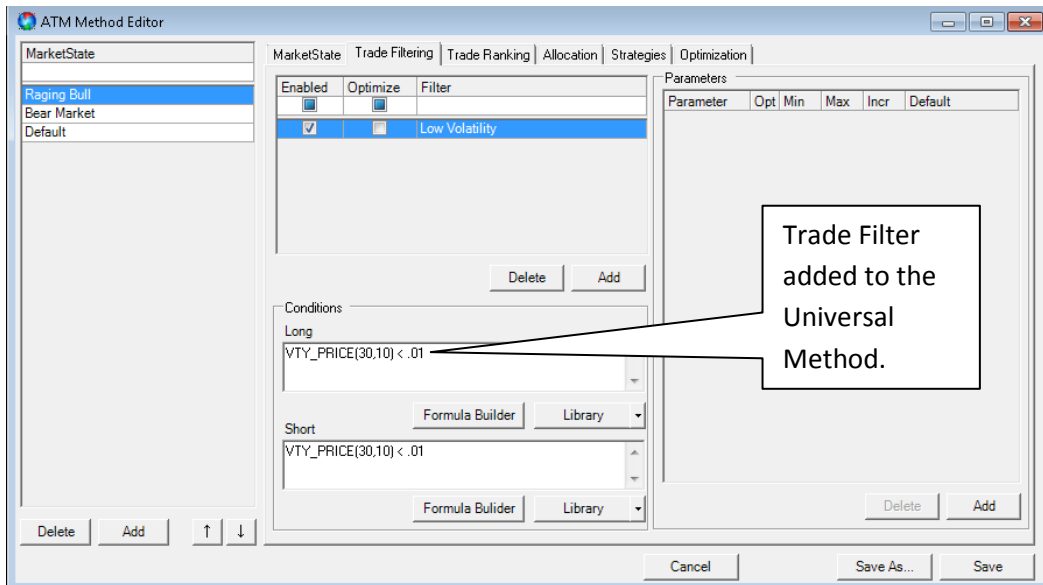 ATM Method Editor
MarketState
Raging Bull
Bear Market
Default
Delete Add ↑ ↓
MarketState Trade Filtering Trade Ranking Allocation Strategies Optimization
Enabled Optimize Filter
Low Volatility
Delete Add
Conditions
Long
VTY_PRICE(30,10) < .01
Formula Builder Library
Short
VTY_PRICE(30,10) < .01
Formula Bulider Library
Parameters
Parameter Opt Min Max Incr Default
Trade Filter
added to the
Universal
Method.
Delete Add
Cancel Save As... Save